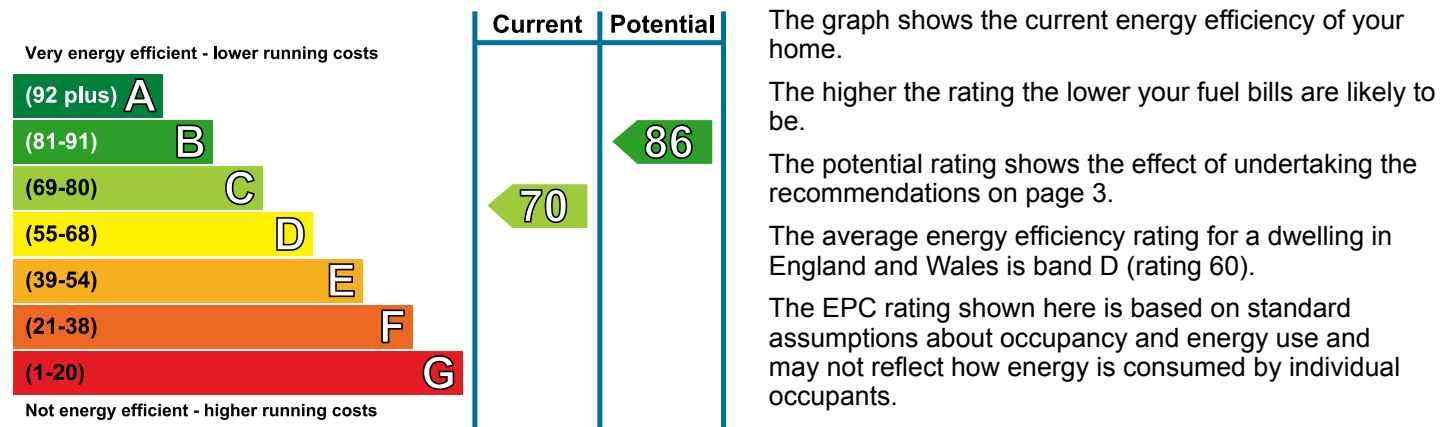 Current Potential
Very energy efficient - lower running costs
(92 plus) A
(81-91) B
86
(69-80) C
70
(55-68) D
(39-54) E
(21-38) F
(1-20) G
Not energy efficient - higher running costs
The graph shows the current energy efficiency of your
home.
The higher the rating the lower your fuel bills are likely to
be.
The potential rating shows the effect of undertaking the
recommendations on page 3.
The average energy efficiency rating for a dwelling in
England and Wales is band D (rating 60).
The EPC rating shown here is based on standard
assumptions about occupancy and energy use and
may not reflect how energy is consumed by individual
occupants.